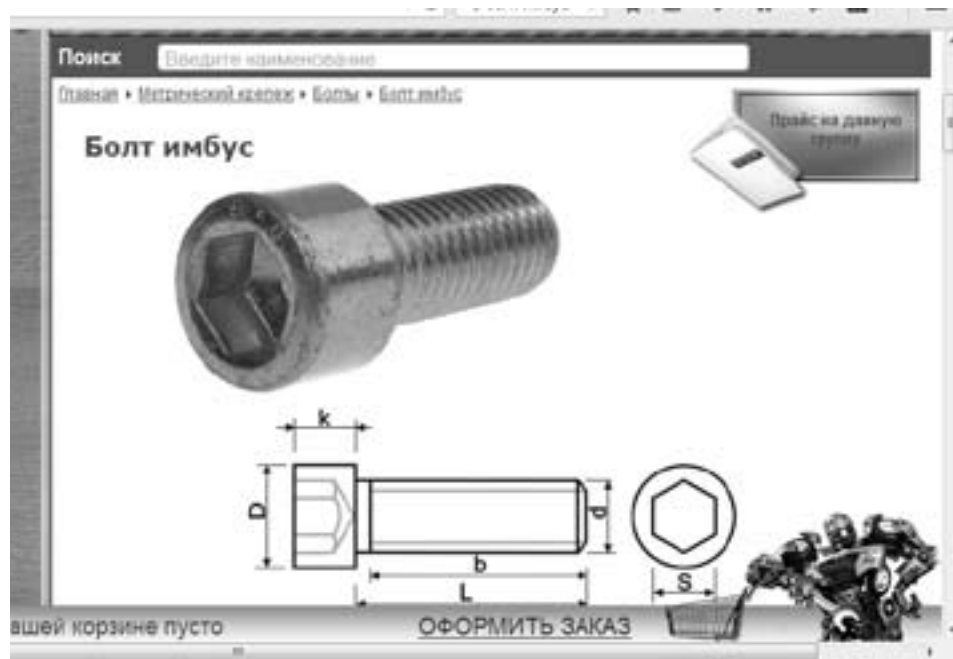 Поиск
Введите наименование
Главная ▸ Метрический крепеж ▸ Болты ▸ Болт имбус
Прайс на данную
группу
Болт имбус
k
D
d
b
S
L
ашей корзине пусто
ОФОРМИТЬ ЗАКАЗ